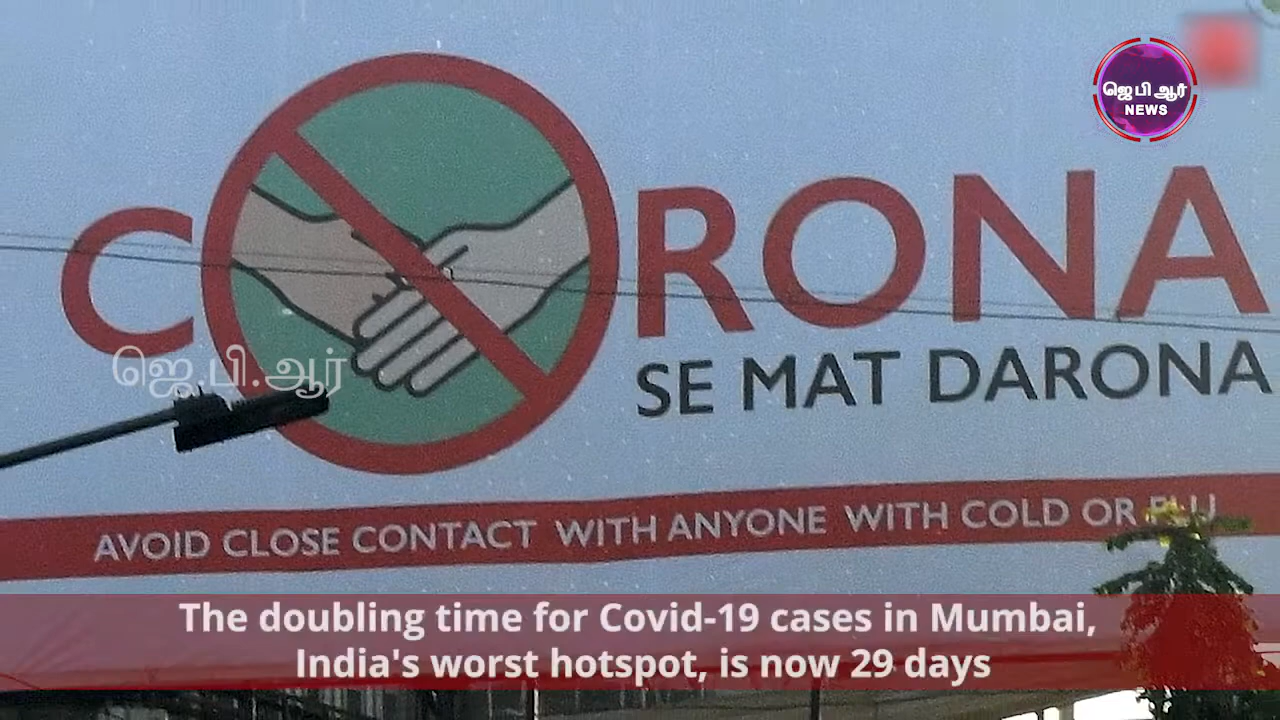 ஜெ பி ஆர்
NEWS
CORONA
SE MAT DARONA
ஜெ.பி.ஆர்
AVOID CLOSE CONTACT WITH ANYONE WITH COLD OR FLU
The doubling time for Covid-19 cases in Mumbai,
India's worst hotspot, is now 29 days